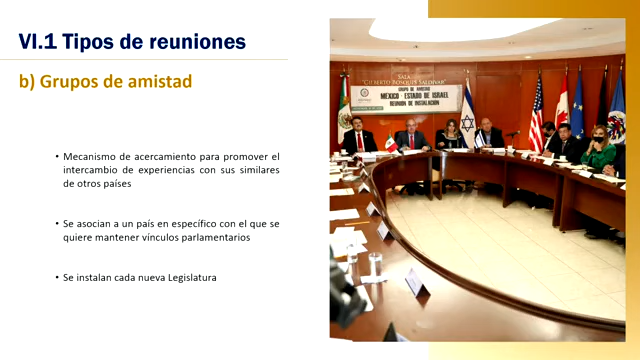 VI.1 Tipos de reuniones
b) Grupos de amistad
• Mecanismo de acercamiento para promover el
intercambio de experiencias con sus similares
de otros países
• Se asocian a un país en específico con el que se
quiere mantener vínculos parlamentarios
• Se instalan cada nueva Legislatura
SALA
"GILBERTO BOSQUES SALDÍVAR"
GRUPO DE AMISTAD
MÉXICO - ESTADO DE ISRAEL
REUNIÓN DE INSTALACIÓN